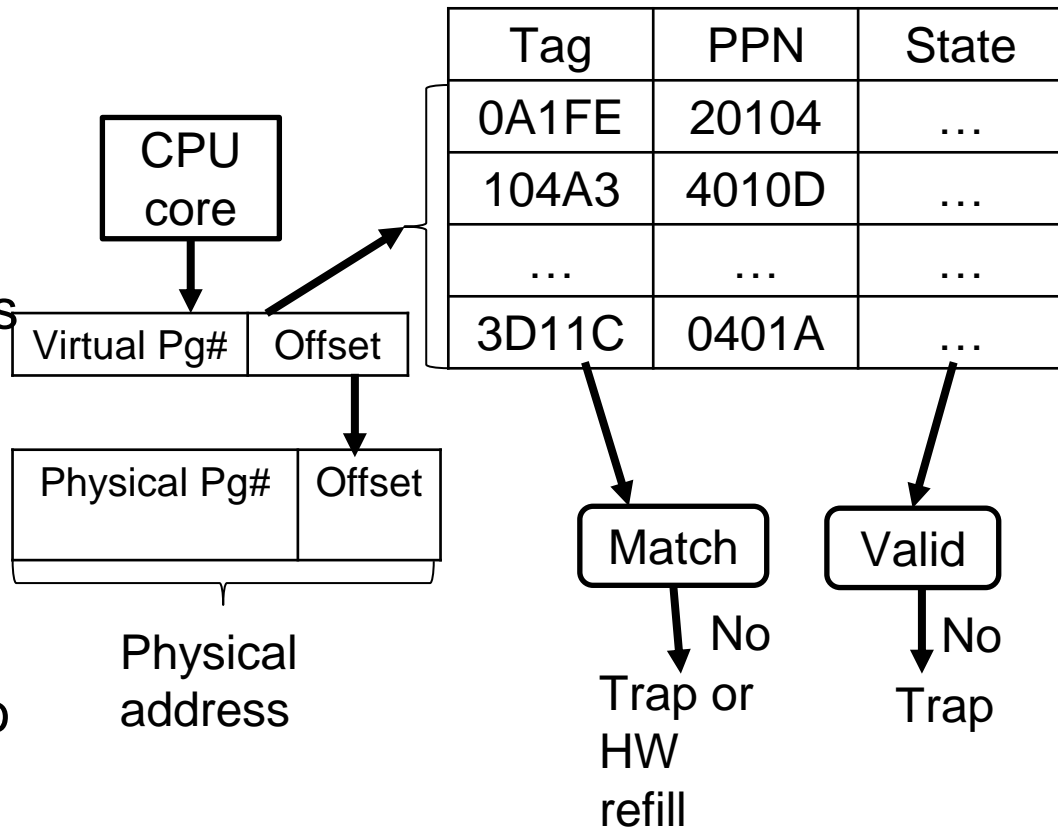 Tag PPN State
0A1FE 20104 …
104A3 4010D …
… … …
3D11C 0401A …
CPU
core
s
Virtual Pg# Offset
Physical Pg# Offset
Match Valid
No No
Physical
address
Trap or
HW
refill
Trap